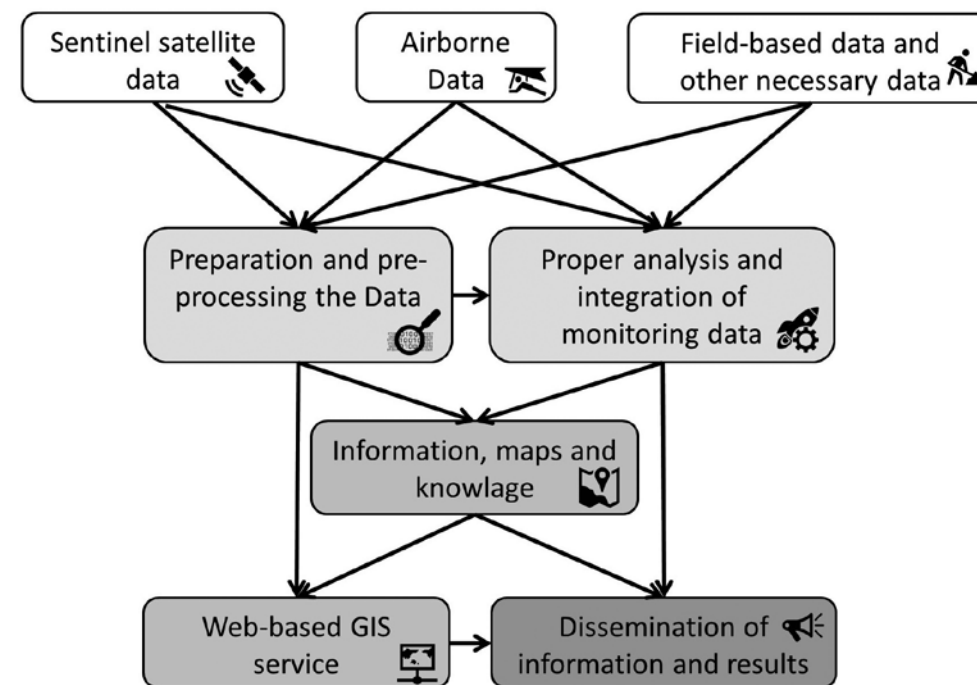 Sentinel satellite
data
Airborne
Data
Field-based data and
other necessary data
Preparation and pre-
processing the Data
Proper analysis and
integration of
monitoring data
Information, maps and
knowlage
Web-based GIS
service
Dissemination of
information and results